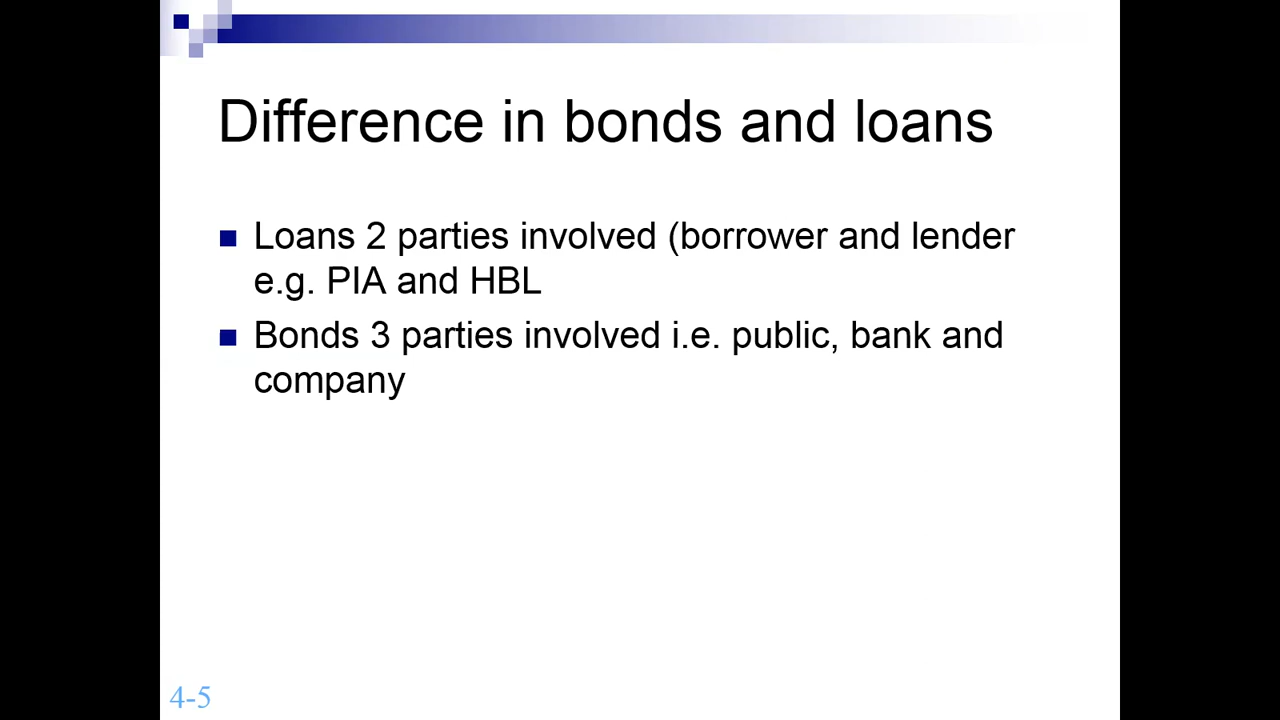 Difference in bonds and loans
Loans 2 parties involved (borrower and lender
e.g. PIA and HBL
Bonds 3 parties involved i.e. public, bank and
company
4-5